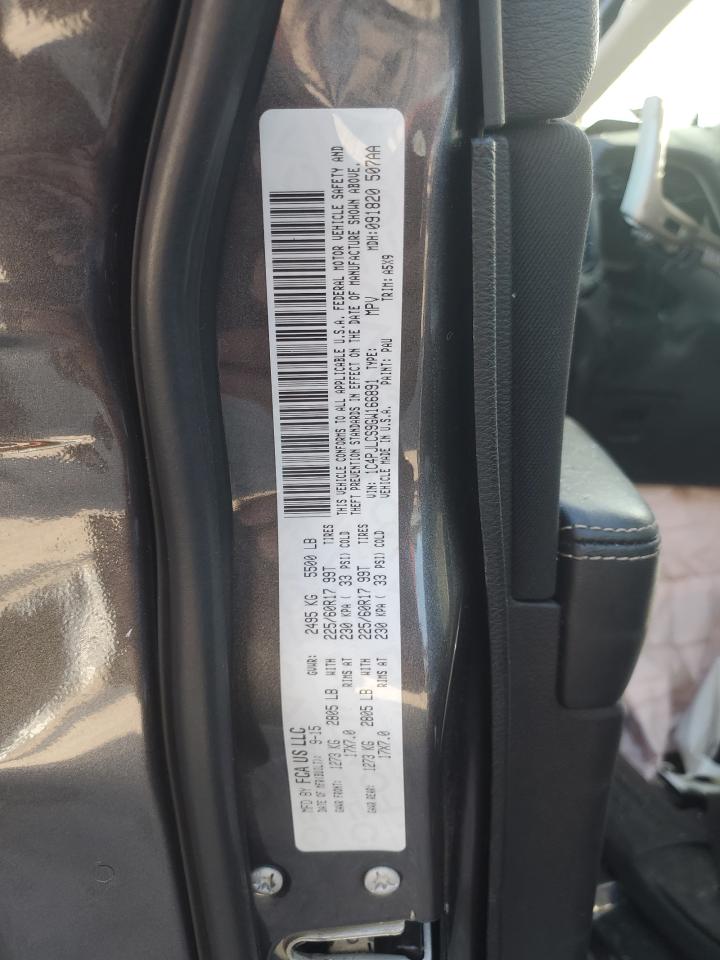 MFD BY FCA US LLC
DATE OF MFR(BUILT): 9-15 GVWR: 2495 KG 5500 LB
GAWR FRONT: 1273 KG 2805 LB WITH 225/60R17 99T TIRES
17X7.0 RIMS AT 230 KPA ( 33 PSI) COLD
GAWR REAR: 1273 KG 2805 LB WITH 225/60R17 99T TIRES
17X7.0 RIMS AT 230 KPA ( 33 PSI) COLD
THIS VEHICLE CONFORMS TO ALL APPLICABLE U.S.A. FEDERAL MOTOR VEHICLE SAFETY AND
THEFT PREVENTION STANDARDS IN EFFECT ON THE DATE OF MANUFACTURE SHOWN ABOVE.
VIN: 1C4PJLCS9GW166891 TYPE: MPV MDH:091820 507AA
VEHICLE MADE IN U.S.A. PAINT: PAU TRIM: A5X9